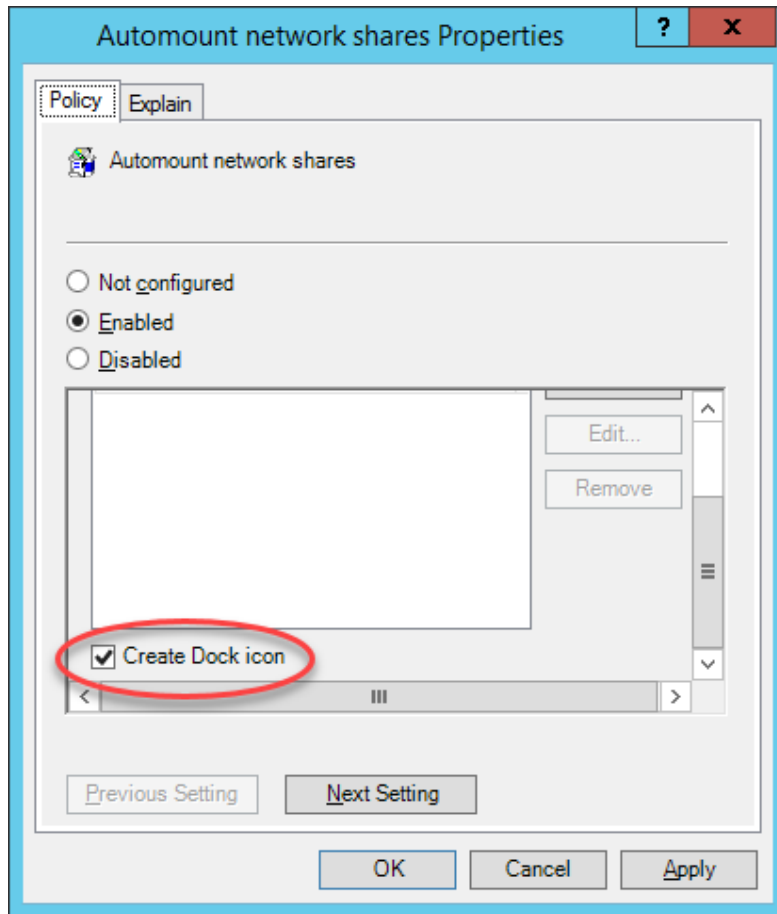 Automount network shares Properties
?
x
Policy
Explain
Automount network shares
Not configured
Enabled
Disabled
Edit...
Remove
Create Dock icon
Previous Setting
Next Setting
OK
Cancel
Apply